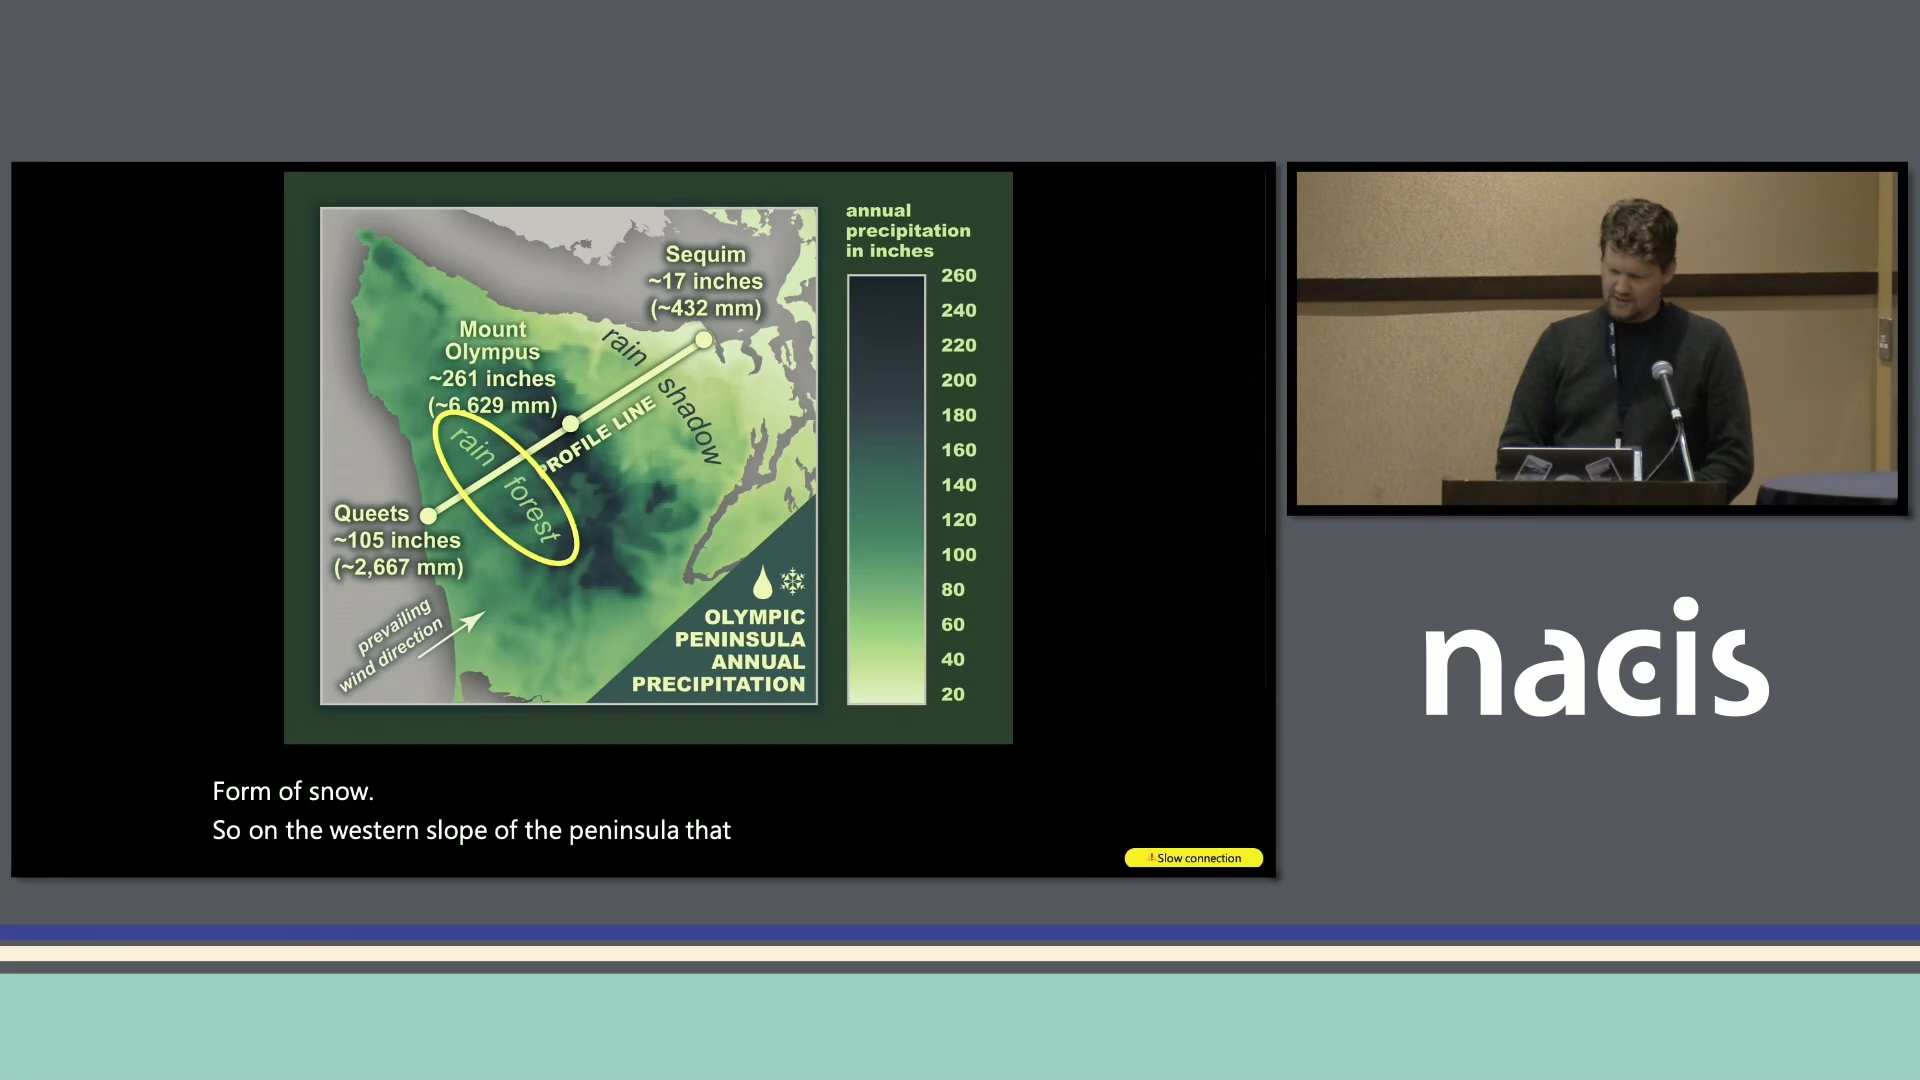 annual
precipitation
in inches
260
240
220
200
180
160
140
120
100
80
60
40
20
Sequim
~17 inches
(~432 mm)
Mount
Olympus
~261 inches
(~6,629 mm)
rain
shadow
PROFILE LINE
rain
forest
Queets
~105 inches
(~2,667 mm)
prevailing
wind direction
OLYMPIC
PENINSULA
ANNUAL
PRECIPITATION
Form of snow.
So on the western slope of the peninsula that
Slow connection
nacis